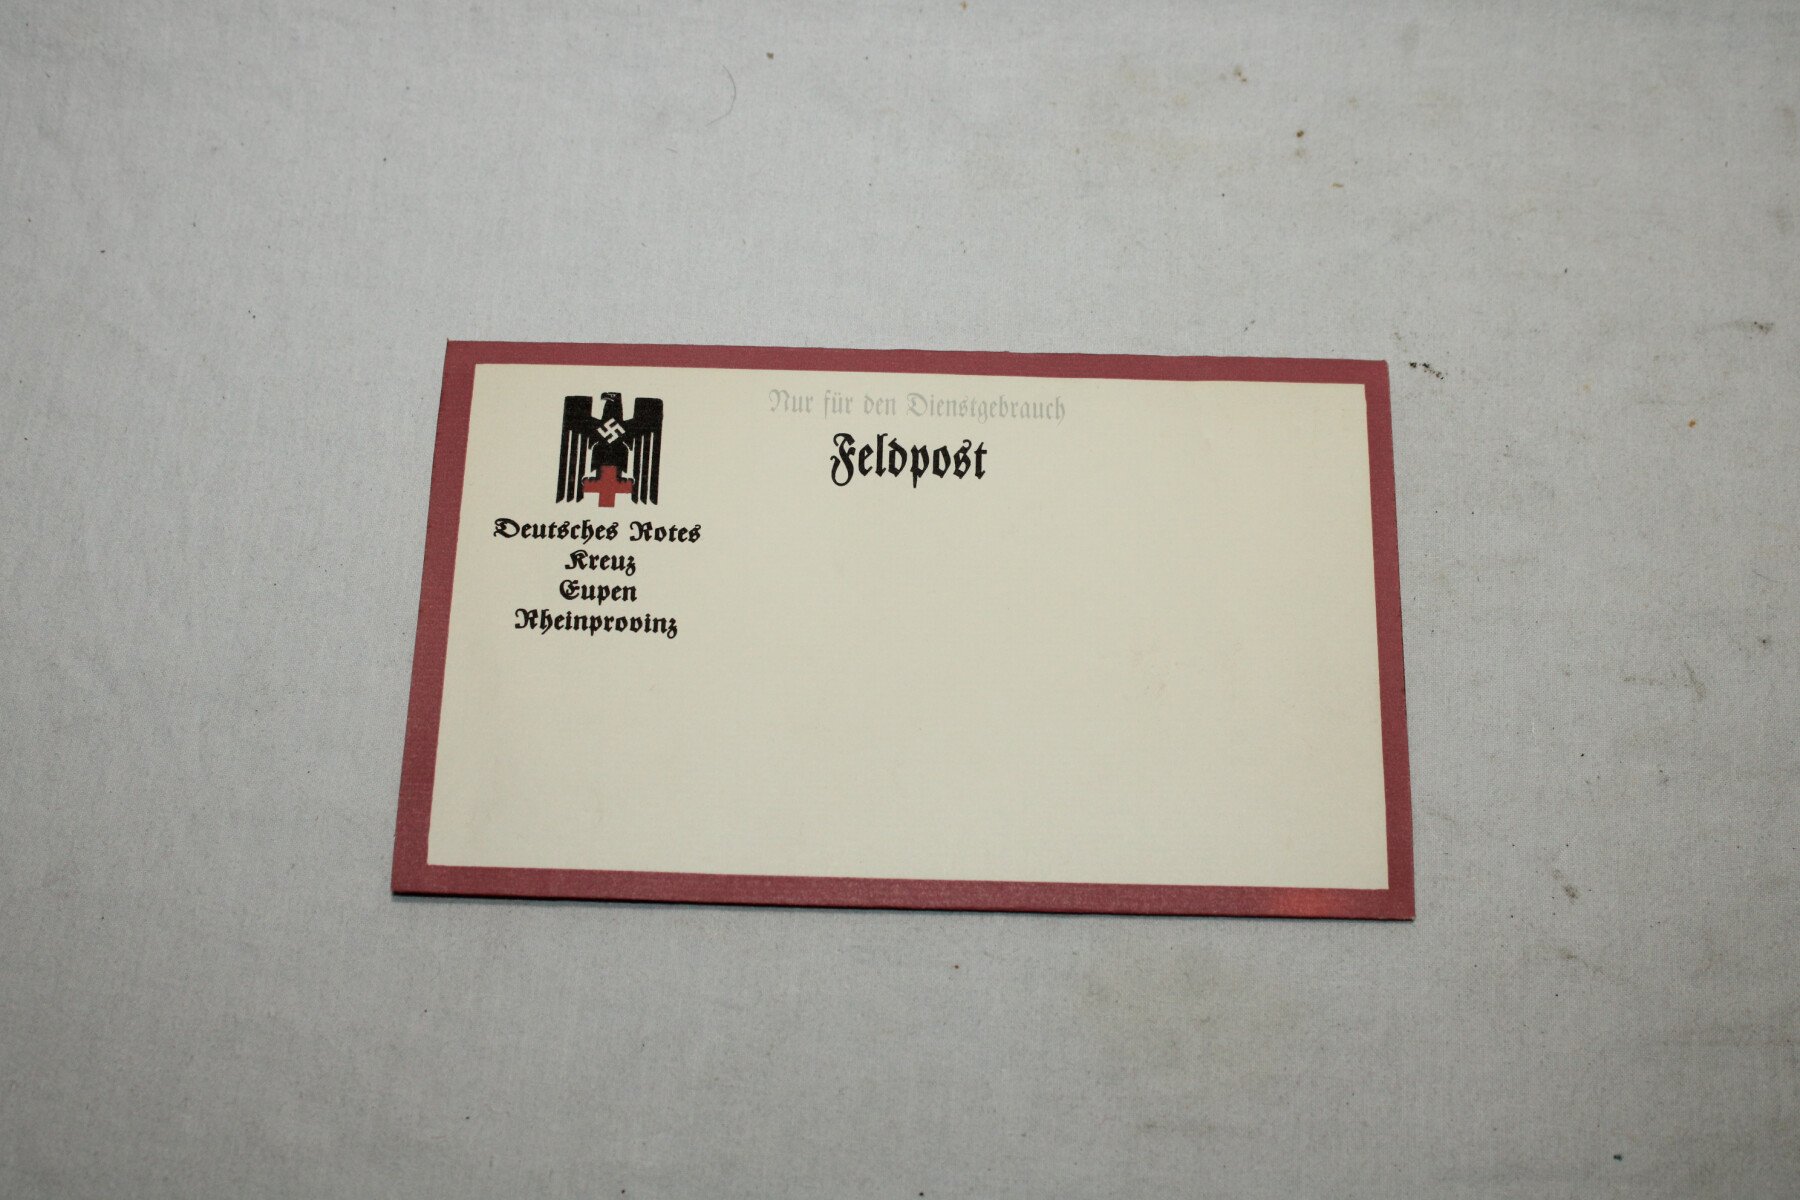 Nur für den Dienstgebrauch
Feldpost
Deutsches Rotes
Kreuz
Eupen
Rheinprovinz